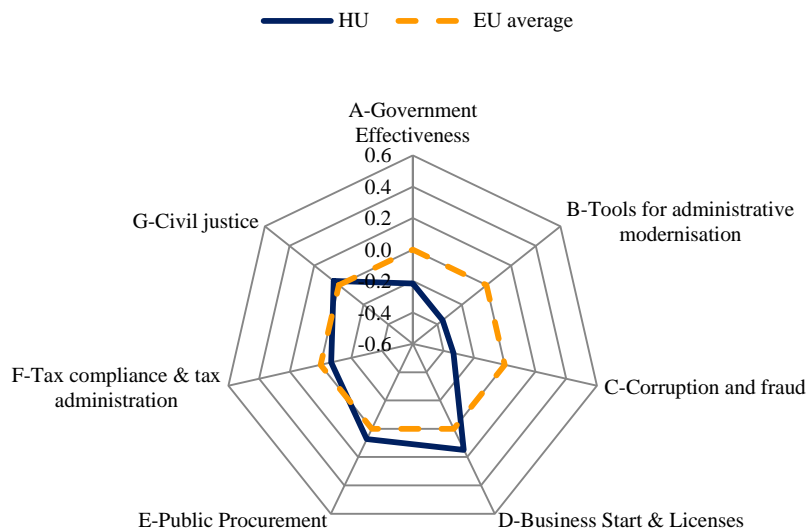 HU
EU average
A-Government
Effectiveness
0.6
0.4
0.2
0.0
-0.2
-0.4
-0.6
B-Tools for administrative
modernisation
C-Corruption and fraud
D-Business Start & Licenses
E-Public Procurement
F-Tax compliance & tax
administration
G-Civil justice